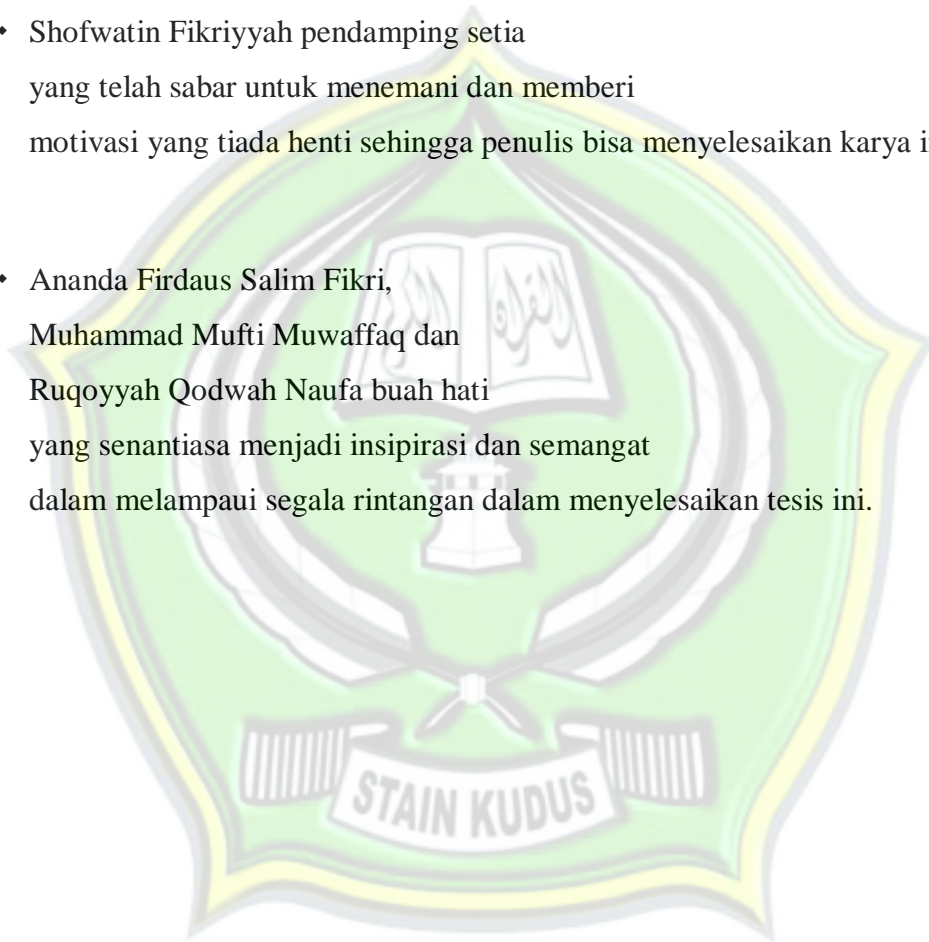 • Shofwatin Fikriyyah pendamping setia
yang telah sabar untuk menemani dan memberi
motivasi yang tiada henti sehingga penulis bisa menyelesaikan karya
• Ananda Firdaus Salim Fikri,
Muhammad Mufti Muwaffaq dan
Ruqoyyah Qodwah Naufa buah hati
yang senantiasa menjadi insipirasi dan semangat
dalam melampaui segala rintangan dalam menyelesaikan tesis ini.
STAIN KUDUS